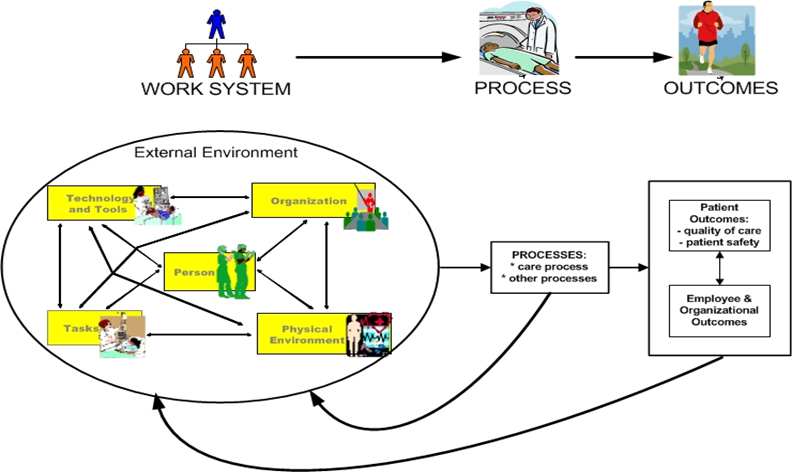 WORK SYSTEM
PROCESS
OUTCOMES
External Environment
Technology
and Tools
Organization
Person
Tasks
Physical
Environment
PROCESSES:
* care process
* other processes
Patient
Outcomes:
- quality of care
- patient safety
Employee &
Organizational
Outcomes